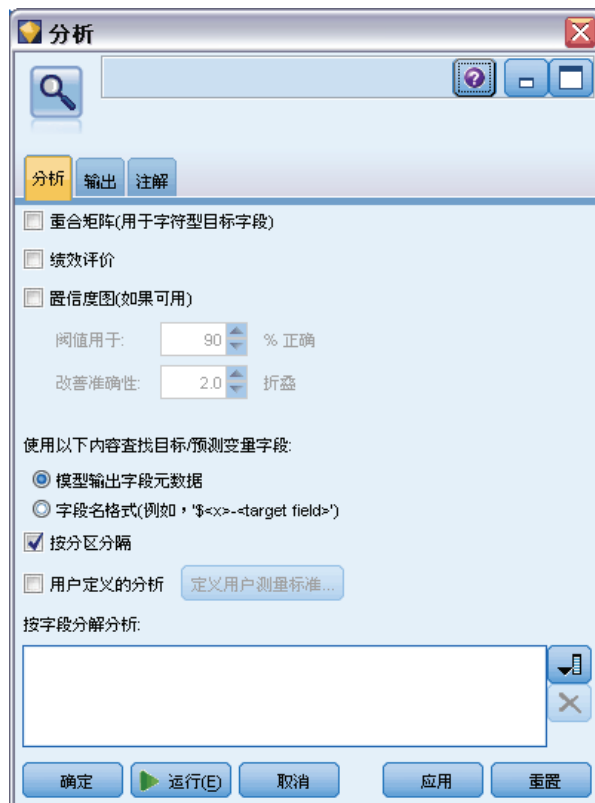 分析
分析 输出 注解
重合矩阵(用于字符型目标字段)
绩效评价
置信度图(如果可用)
阀值用于: 90 % 正确
改善准确性: 2.0 折叠
使用以下内容查找目标/预测变量字段:
模型输出字段元数据
字段名格式(例如，'$<x>-<target field>')
按分区分隔
用户定义的分析 定义用户测量标准...
按字段分解分析:
确定 运行(E) 取消 应用 重置